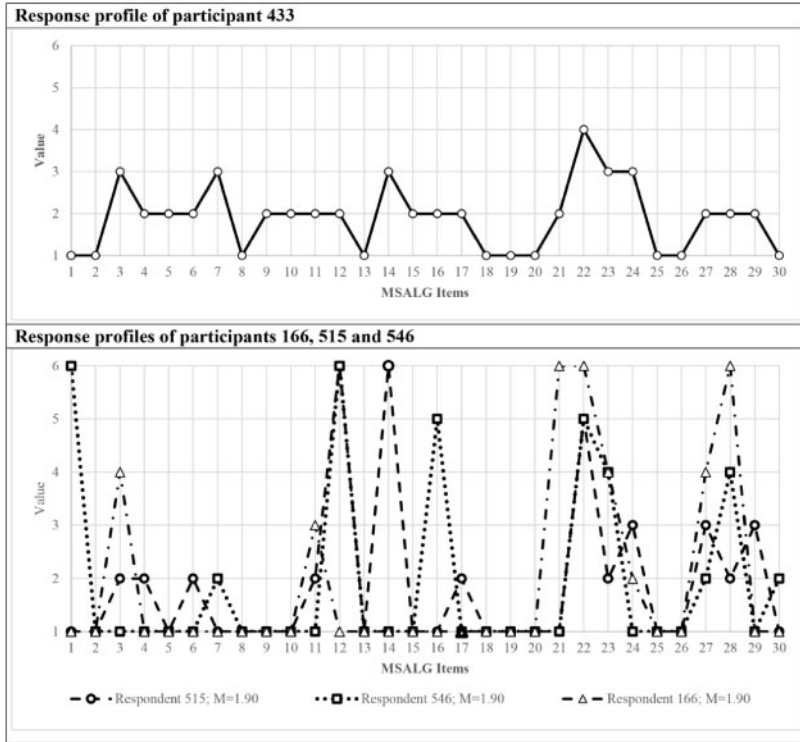 Response profile of participant 433
6
5
4
3
2
1
Value
1 2 3 4 5 6 7 8 9 10 11 12 13 14 15 16 17 18 19 20 21 22 23 24 25 26 27 28 29 30
MSALG Items
Response profiles of participants 166, 515 and 546
6
5
4
3
2
1
Value
1 2 3 4 5 6 7 8 9 10 11 12 13 14 15 16 17 18 19 20 21 22 23 24 25 26 27 28 29 30
MSALG Items
Respondent 515; M=1.90 Respondent 546; M=1.90 Respondent 166; M=1.90